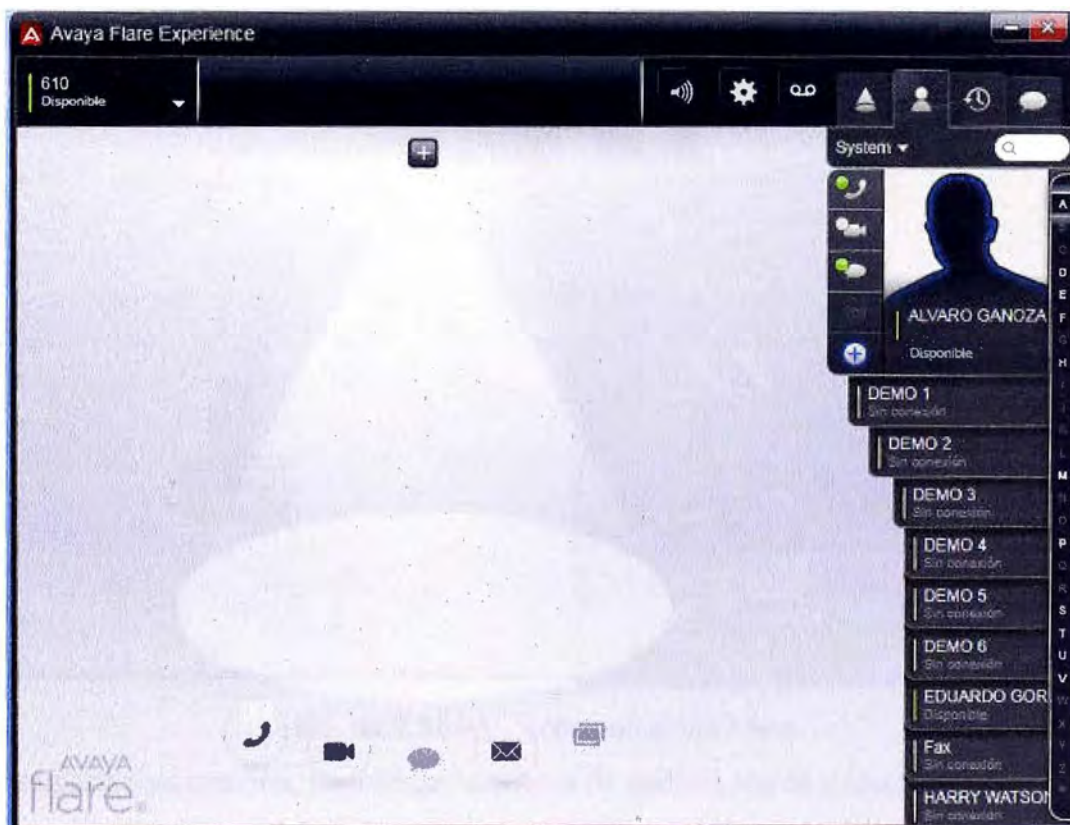 Avaya Flare Experience
610
Disponible
System
ALVARO GANOZA
Disponible
DEMO 1
Sin conexión
DEMO 2
Sin conexión
DEMO 3
Sin conexión
DEMO 4
Sin conexión
DEMO 5
Sin conexión
DEMO 6
Sin conexión
EDUARDO GOR
Disponible
Fax
Sin conexión
HARRY WATSON
Sin conexión
A
D
E
F
G
H
L
M
O
P
Q
R
S
T
U
V
W
X
Y
Z
AVAYA
flare